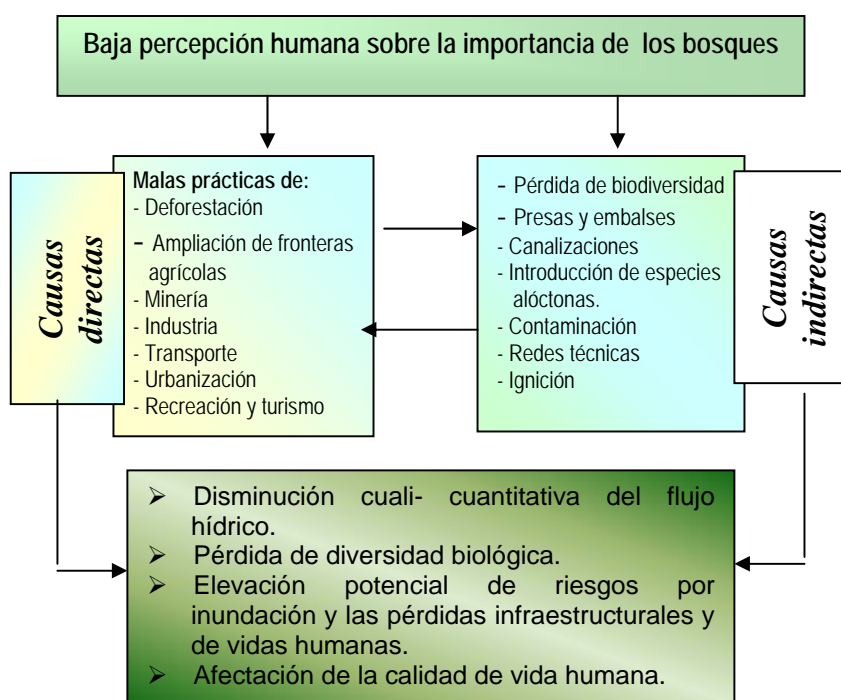 Baja percepción humana sobre la importancia de los bosques
Causas
directas
Malas prácticas de:
- Deforestación
- Ampliación de fronteras
agrícolas
- Minería
- Industria
- Transporte
- Urbanización
- Recreación y turismo
- Pérdida de biodiversidad
- Presas y embalses
- Canalizaciones
- Introducción de especies
alóctonas.
- Contaminación
- Redes técnicas
- Ignición
Causas
indirectas
➢ Disminución cuali- cuantitativa del flujo
hídrico.
➢ Pérdida de diversidad biológica.
➢ Elevación potencial de riesgos por
inundación y las pérdidas infraestructurales y
de vidas humanas.
➢ Afectación de la calidad de vida humana.